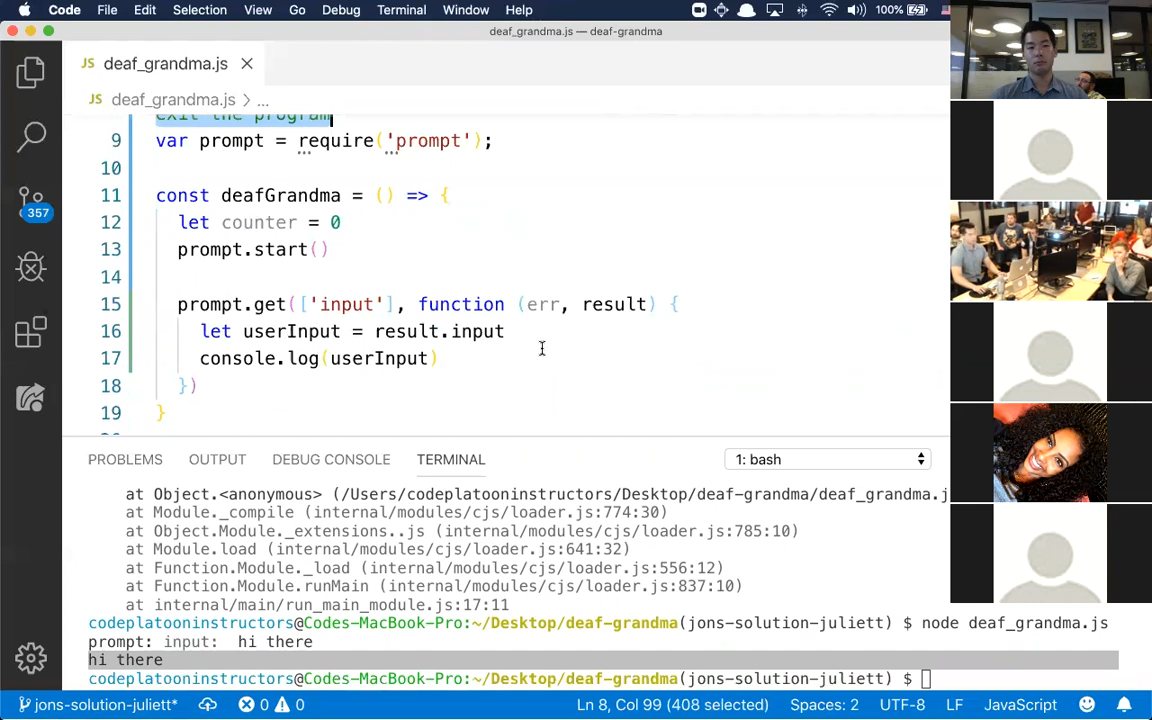 Code File Edit Selection View Go Debug Terminal Window Help 100%
deaf_grandma.js — deaf-grandma
JS deaf_grandma.js ×
JS deaf_grandma.js > ...
exit the program
9 var prompt = require('prompt');
10
11 const deafGrandma = () => {
12 let counter = 0
13 prompt.start()
14
15 prompt.get(['input'], function (err, result) {
16 let userInput = result.input
17 console.log(userInput)
18 })
19 }
357
PROBLEMS OUTPUT DEBUG CONSOLE TERMINAL 1: bash
at Object.<anonymous> (/Users/codeplatooninstructors/Desktop/deaf-grandma/deaf_grandma.j
at Module._compile (internal/modules/cjs/loader.js:774:30)
at Object.Module._extensions..js (internal/modules/cjs/loader.js:785:10)
at Module.load (internal/modules/cjs/loader.js:641:32)
at Function.Module._load (internal/modules/cjs/loader.js:556:12)
at Function.Module.runMain (internal/modules/cjs/loader.js:837:10)
at internal/main/run_main_module.js:17:11
codeplatooninstructors@Codes-MacBook-Pro:~/Desktop/deaf-grandma(jons-solution-juliett) $ node deaf_grandma.js
prompt: input: hi there
hi there
codeplatooninstructors@Codes-MacBook-Pro:~/Desktop/deaf-grandma(jons-solution-juliett) $
jons-solution-juliett* 0 0 Ln 8, Col 99 (408 selected) Spaces: 2 UTF-8 LF JavaScript